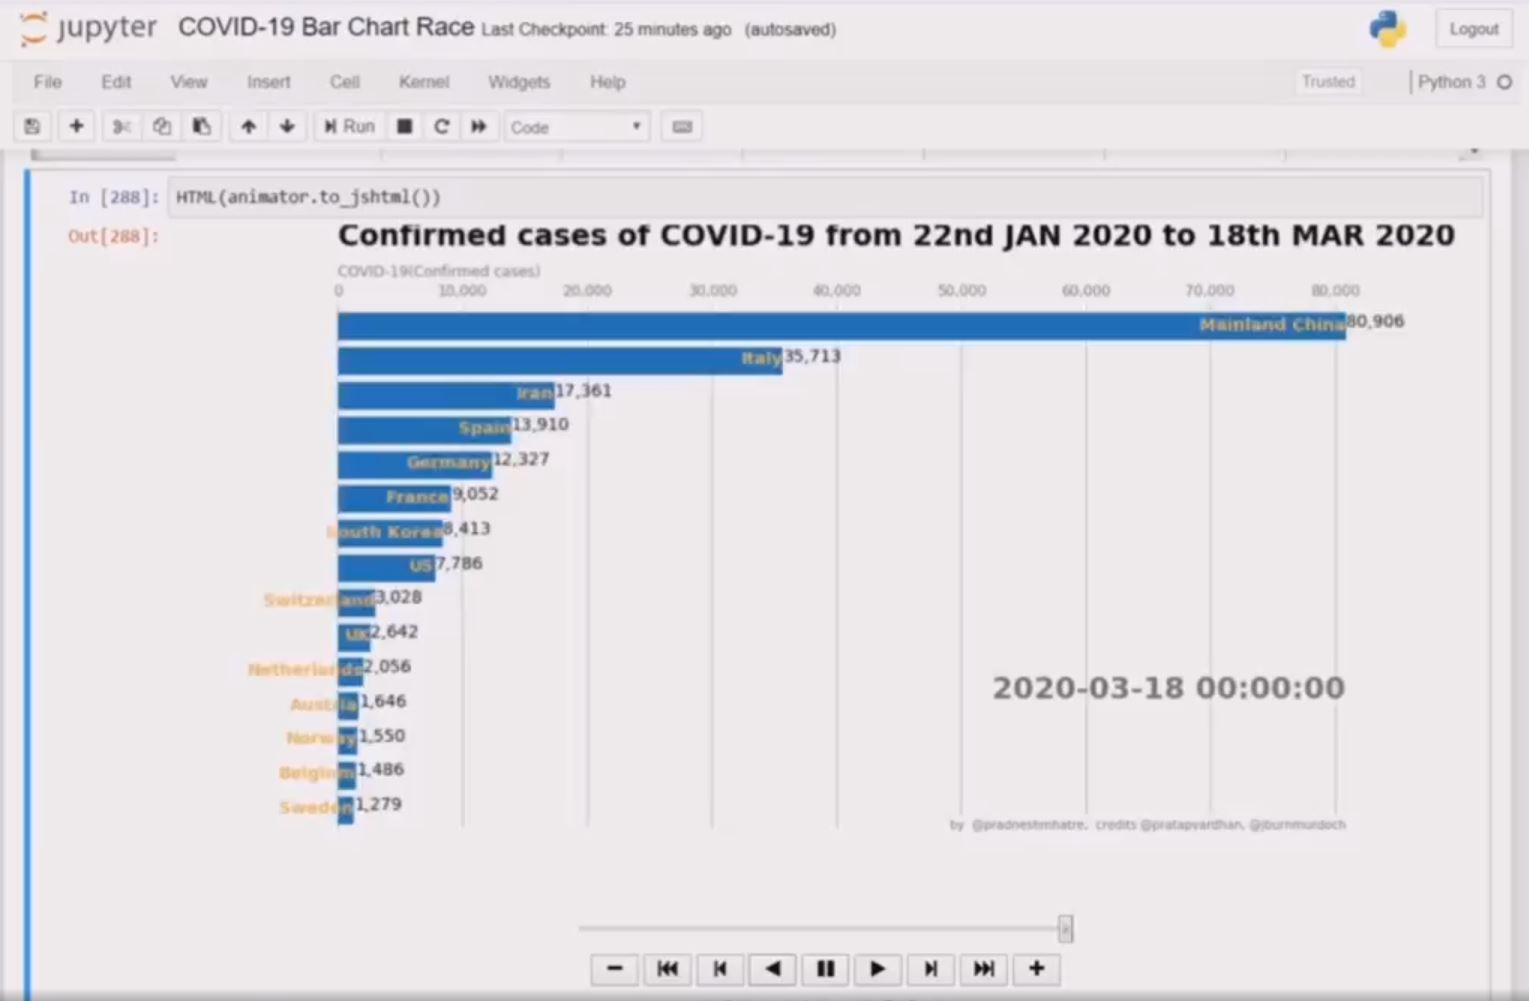 jupyter COVID-19 Bar Chart Race Last Checkpoint: 25 minutes ago (autosaved) Logout
File Edit View Insert Cell Kernel Widgets Help Trusted Python 3
Run Code
In [288]: HTML(animator.to_jshtml())
Out[288]:
Confirmed cases of COVID-19 from 22nd JAN 2020 to 18th MAR 2020
COVID-19(Confirmed cases)
0 10,000 20,000 30,000 40,000 50,000 60,000 70,000 80,000
Mainland China 80,906
Italy 35,713
Iran 17,361
Spain 13,910
Germany 12,327
France 9,052
South Korea 8,413
US 7,786
Switzerland 3,028
UK 2,642
Netherlands 2,056
Austria 1,646
Norway 1,550
Belgium 1,486
Sweden 1,279
2020-03-18 00:00:00
by @pradnestmhatre, credits @pratapvardhan, @jburnmurdoch